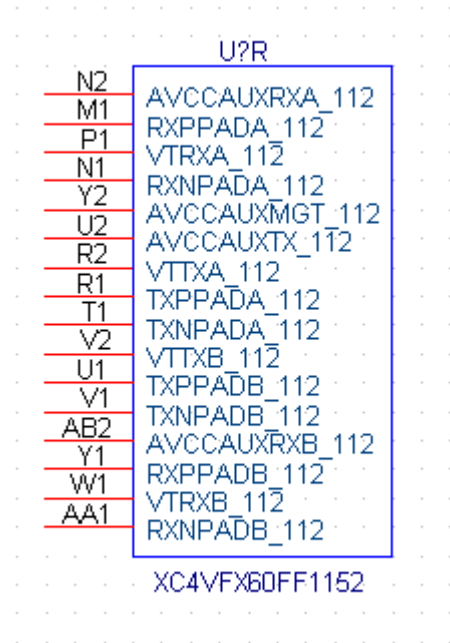 U?R
N2 AVCCAUXRXA_112
M1 RXPPADA_112
P1 VTRXA_112
N1 RXNPADA_112
Y2 AVCCAUXMGT_112
U2 AVCCAUXTX_112
R2 VTTXA_112
R1 TXPPADA_112
T1 TXNPADA_112
V2 VTTXB_112
U1 TXPPADB_112
V1 TXNPADB_112
AB2 AVCCAUXRXB_112
Y1 RXPPADB_112
W1 VTRXB_112
AA1 RXNPADB_112
XC4VFX60FF1152